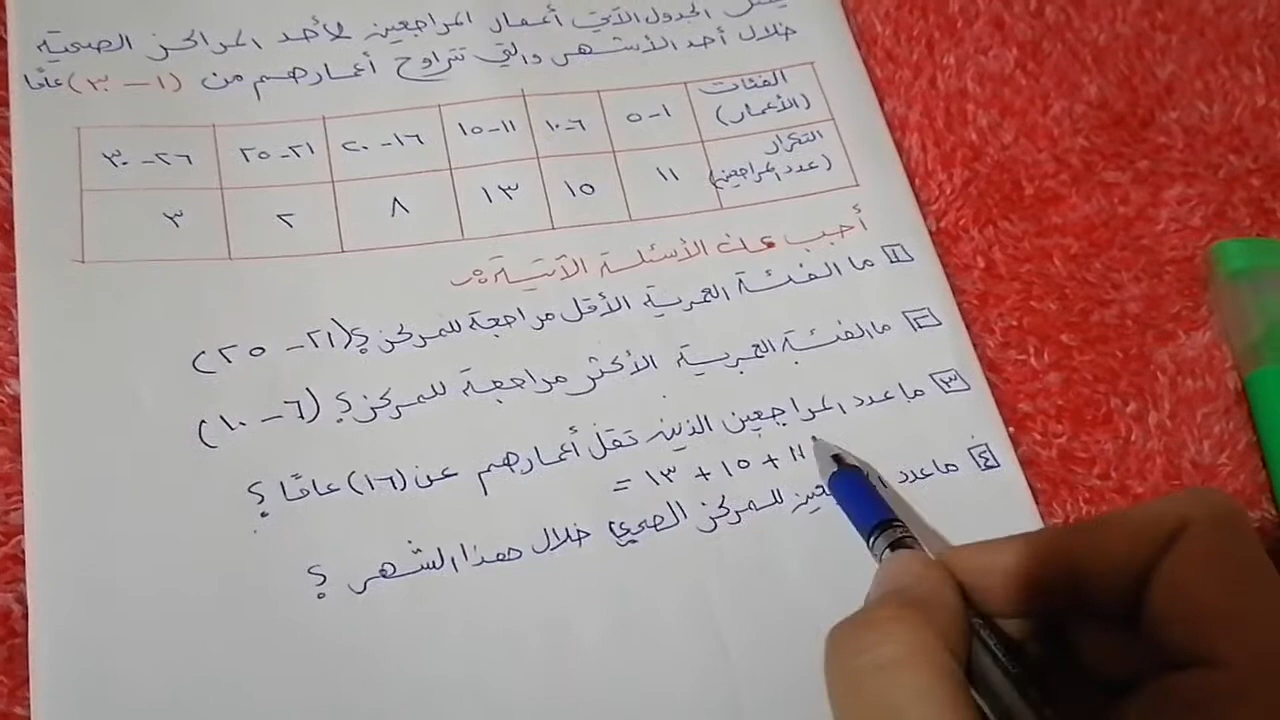 الجدول الآتي أعمار المراجعين لأحد المراكز الصحية
خلال أحد الأشهر والتي تتراوح أعمارهم من (١ – ٣٠) عامًا
الفئات (الأعمار) ١-٥ ٦-١٠ ١١-١٥ ١٦-٢٠ ٢١-٢٥ ٢٦-٣٠
التكرار (عدد المراجعين) ١١ ١٥ ١٣ ٨ ٢ ٣
أجب عن الأسئلة الآتية:
١ ما الفئة العمرية الأقل مراجعة للمركز؟ (٢١ – ٢٥)
٢ ما الفئة العمرية الأكثر مراجعة للمركز؟ (٦ – ١٠)
٣ ما عدد المراجعين الذين تقل أعمارهم عن (١٦) عامًا؟
١١ + ١٥ + ١٣ =
٤ ما عدد للمركز الصحي خلال هذا الشهر؟